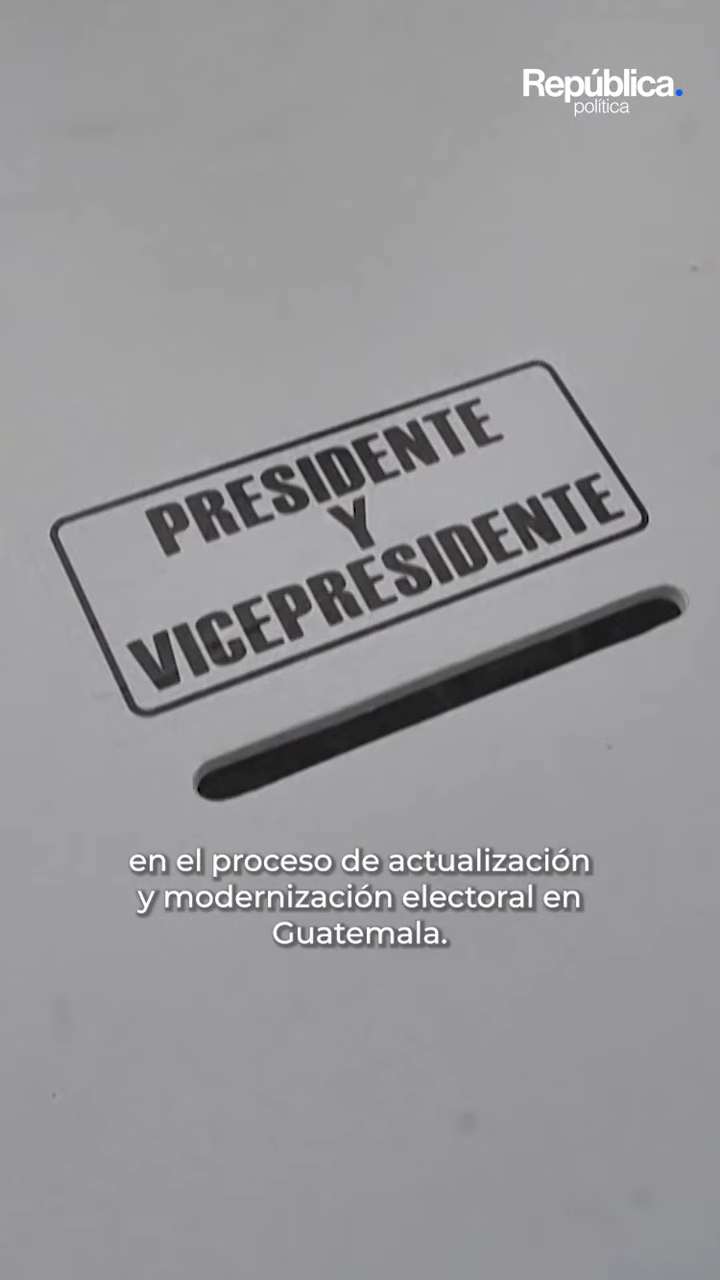 República.
política
PRESIDENTE
Y
VICEPRESIDENTE
en el proceso de actualización
y modernización electoral en
Guatemala.